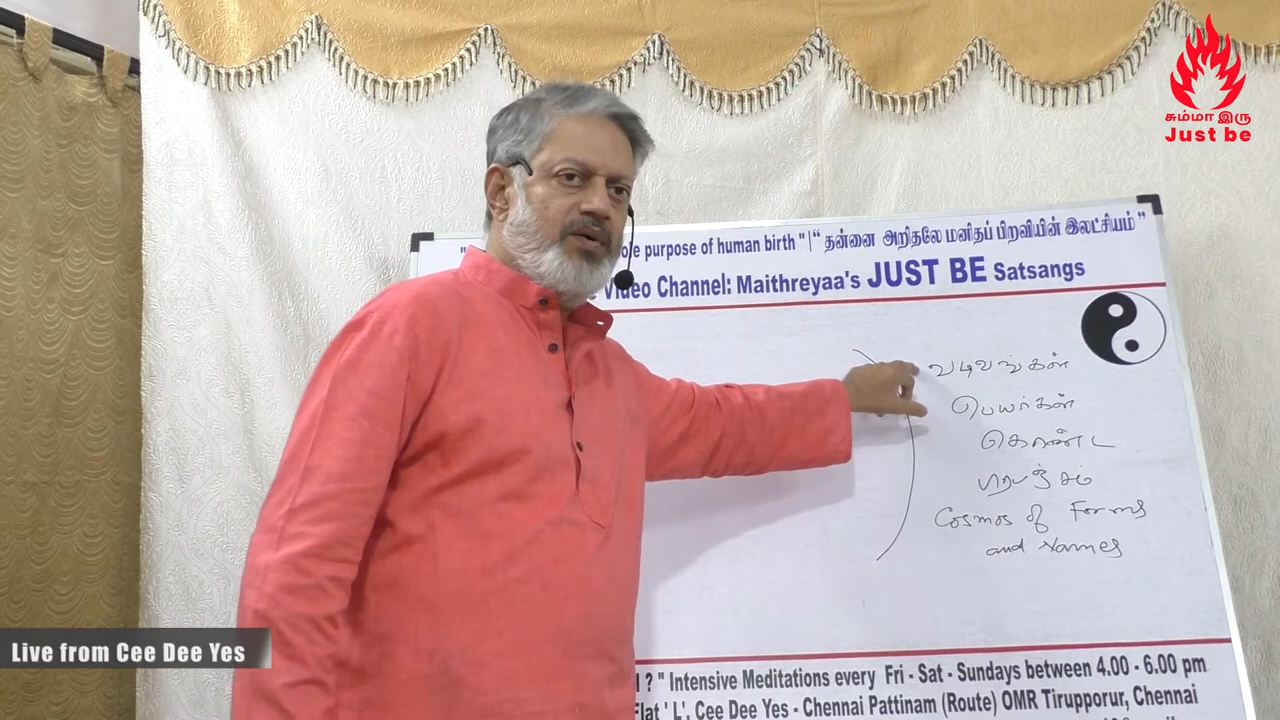 சும்மா இரு
Just be
ole purpose of human birth " | " தன்னை அறிதலே மனிதப் பிறவியின் இலட்சியம் "
Video Channel: Maithreyaa's JUST BE Satsangs
வடிவங்கள்
பெயர்கள்
கொண்ட
பிரபஞ்சம்
Cosmos of Forms
and Names
Live from Cee Dee Yes
I ? " Intensive Meditations every Fri - Sat - Sundays between 4.00 - 6.00 pm
Flat ' L', Cee Dee Yes - Chennai Pattinam (Route) OMR Tirupporur, Chennai